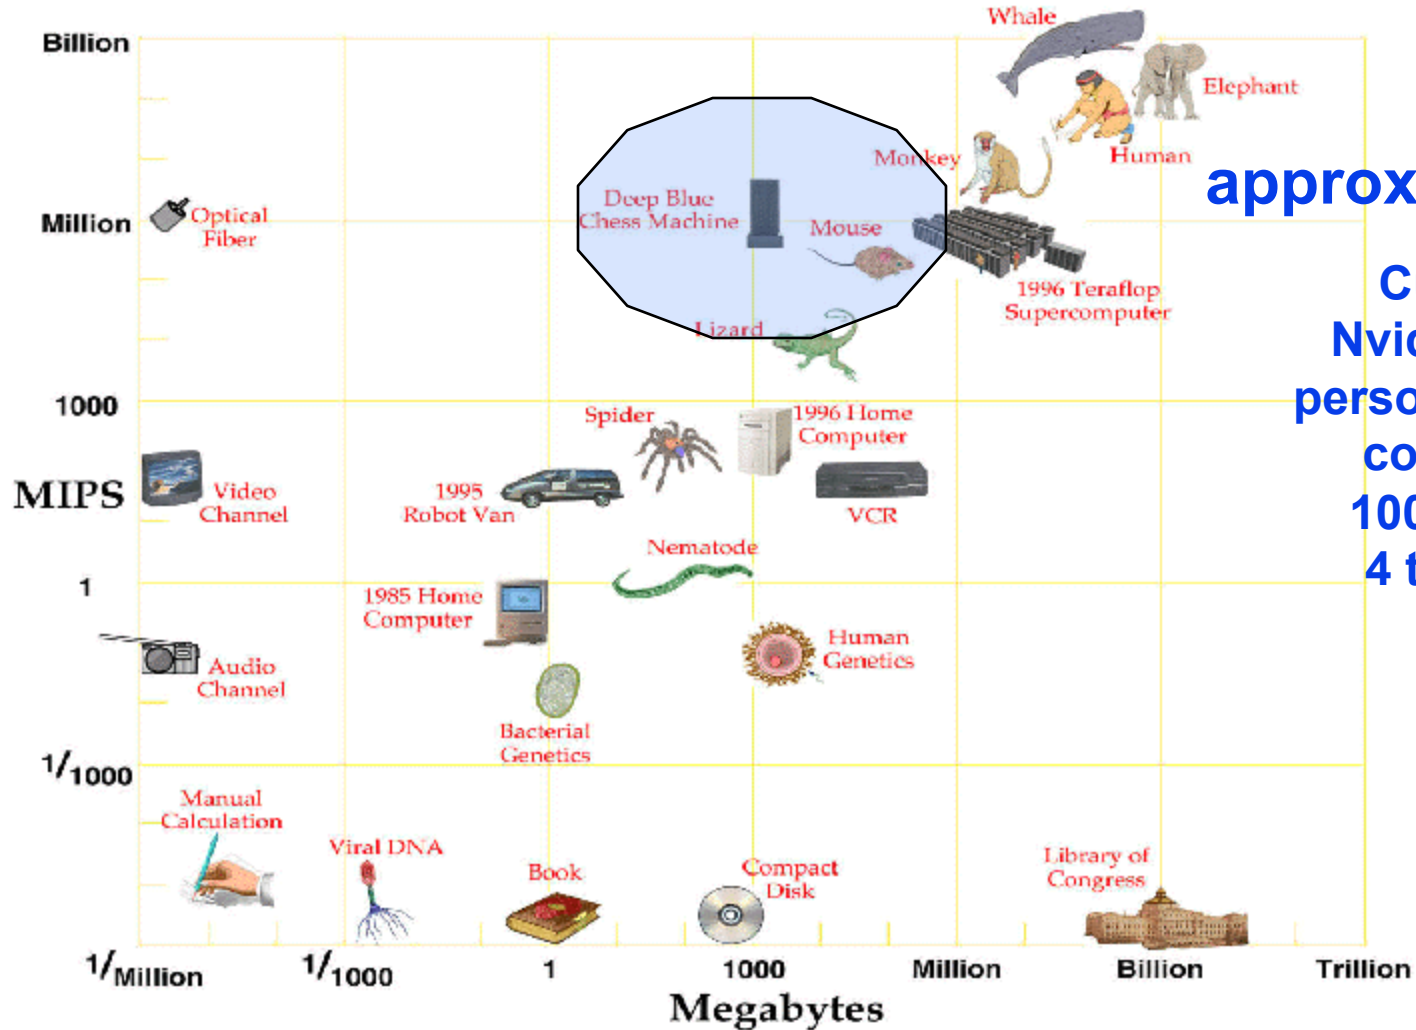 Whale
Billion
Elephant
Monkey
Human
approx
Deep Blue
Chess Machine
Optical
Fiber
Million
Mouse
C
1996 Teraflop
Supercomputer
Nvid
Lizard
perso
1000
Spider
1996 Home
Computer
co
MIPS
Video
Channel
1995
Robot Van
VCR
100
Nematode
4 t
1
1985 Home
Computer
Human
Genetics
Audio
Channel
Bacterial
Genetics
1/1000
Manual
Calculation
Viral DNA
Book
Compact
Disk
Library of
Congress
1/Million
1/1000
1
1000
Million
Billion
Trillion
Megabytes